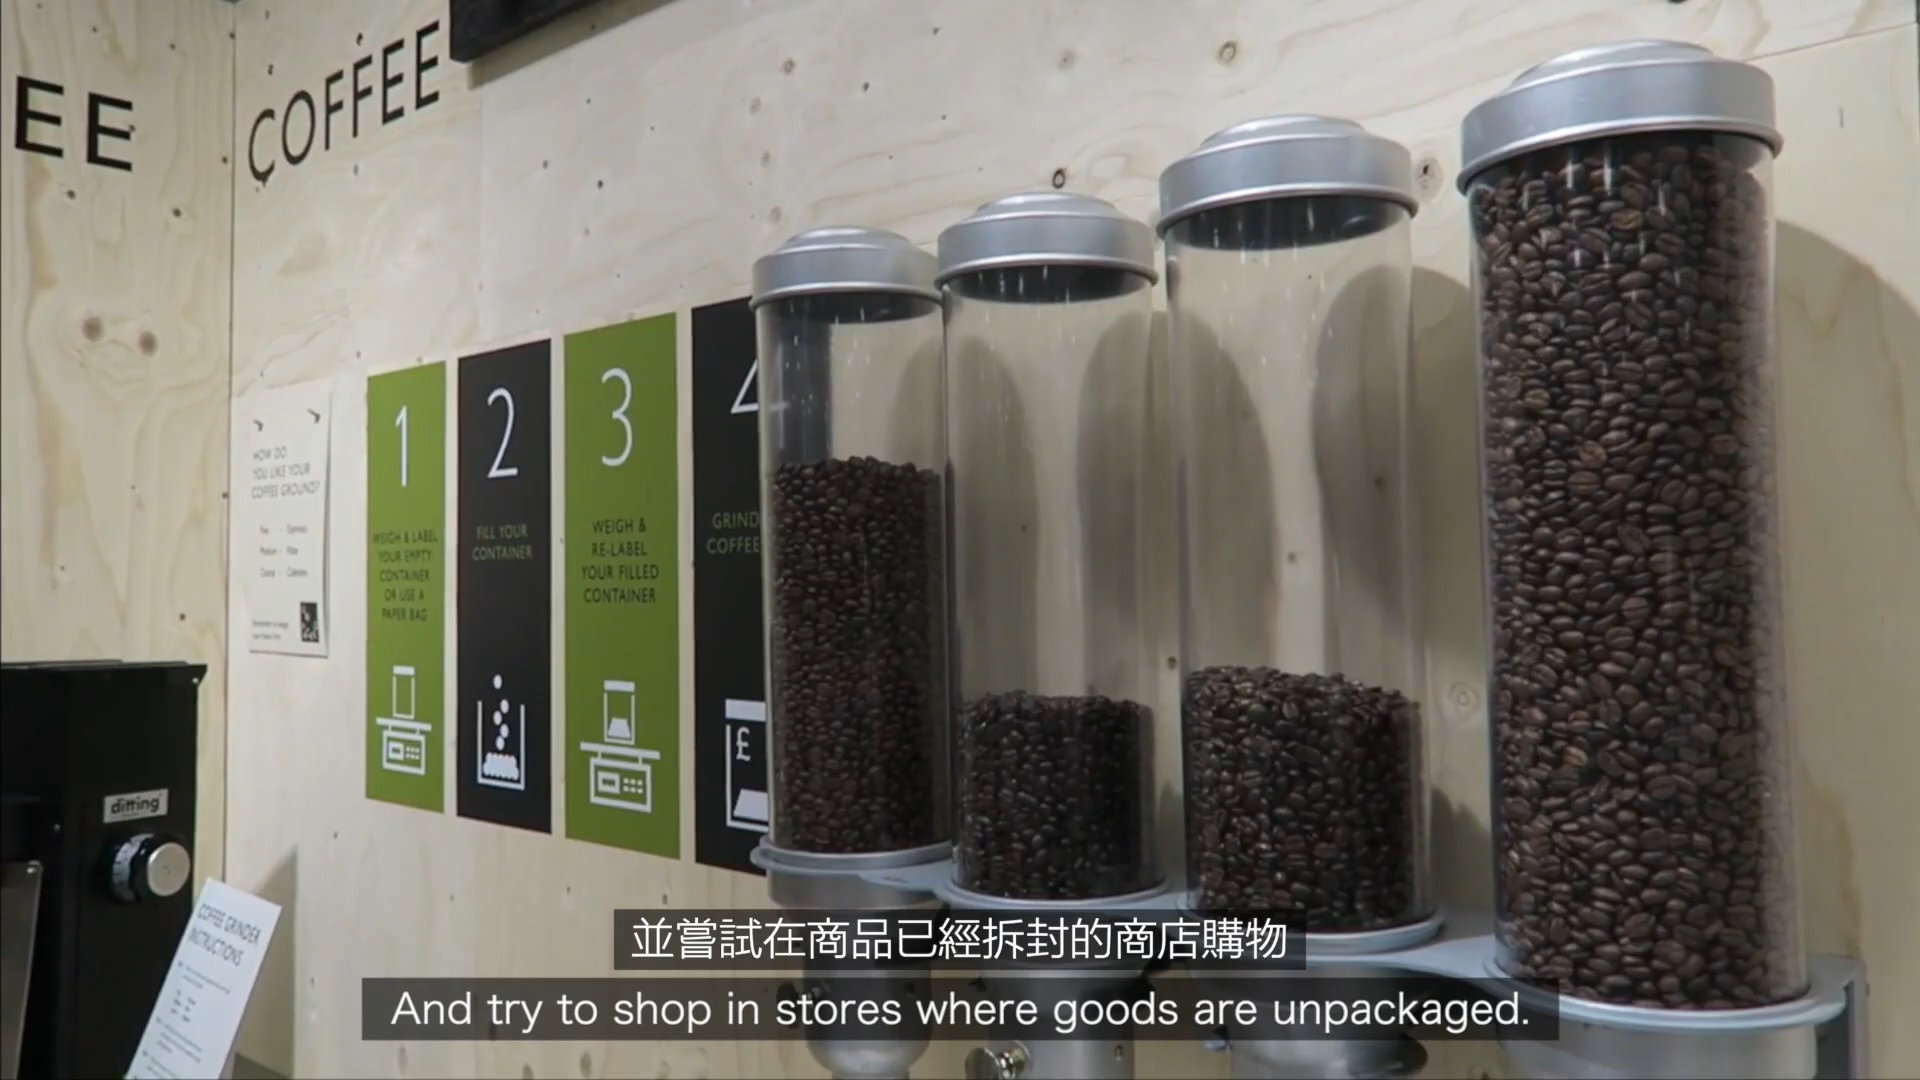 EE
COFFEE
HOW DO
YOU LIKE YOUR
COFFEE GROUND?
1
WEIGH & LABEL
YOUR EMPTY
CONTAINER
OR USE A
PAPER BAG
2
FILL YOUR
CONTAINER
3
WEIGH &
RE-LABEL
YOUR FILLED
CONTAINER
4
GRIND
COFFEE
£
ditting
COFFEE GRINDER
INSTRUCTIONS
並嘗試在商品已經拆封的商店購物
And try to shop in stores where goods are unpackaged.